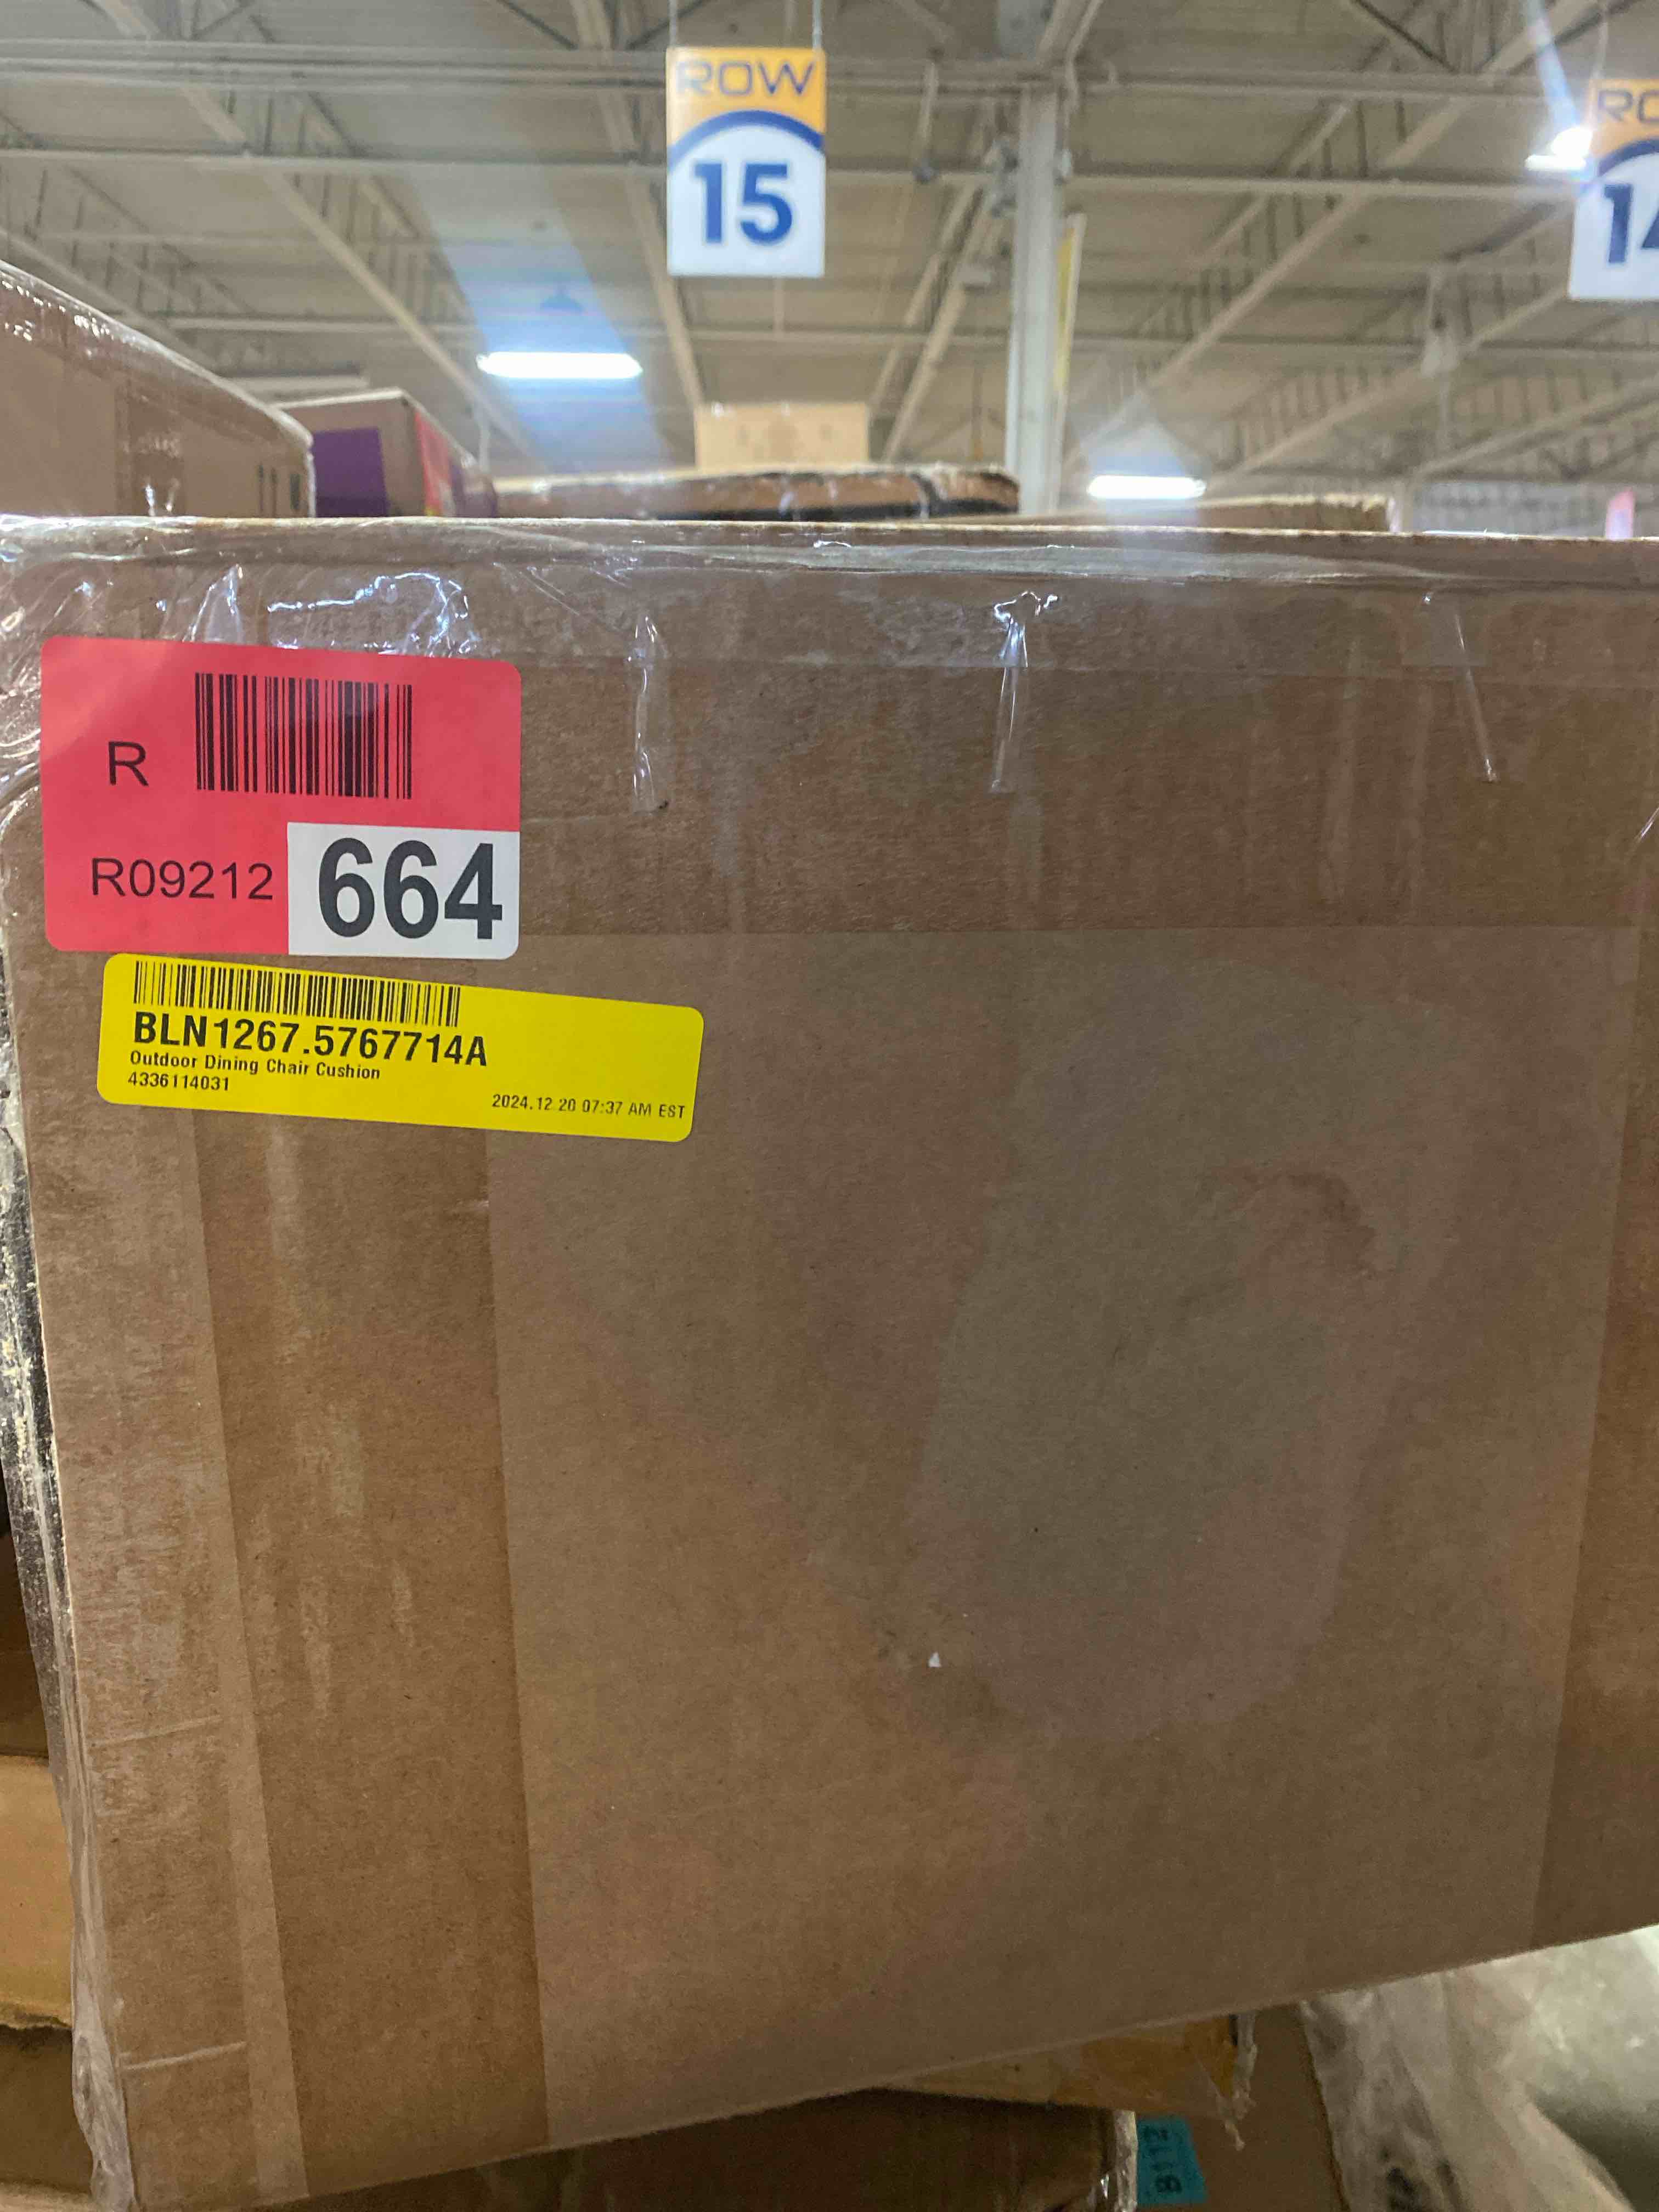 ROW
15
R
R09212
664
BLN1267.5767714A
Outdoor Dining Chair Cushion
4336114031
2024.12.20 07:37 AM EST